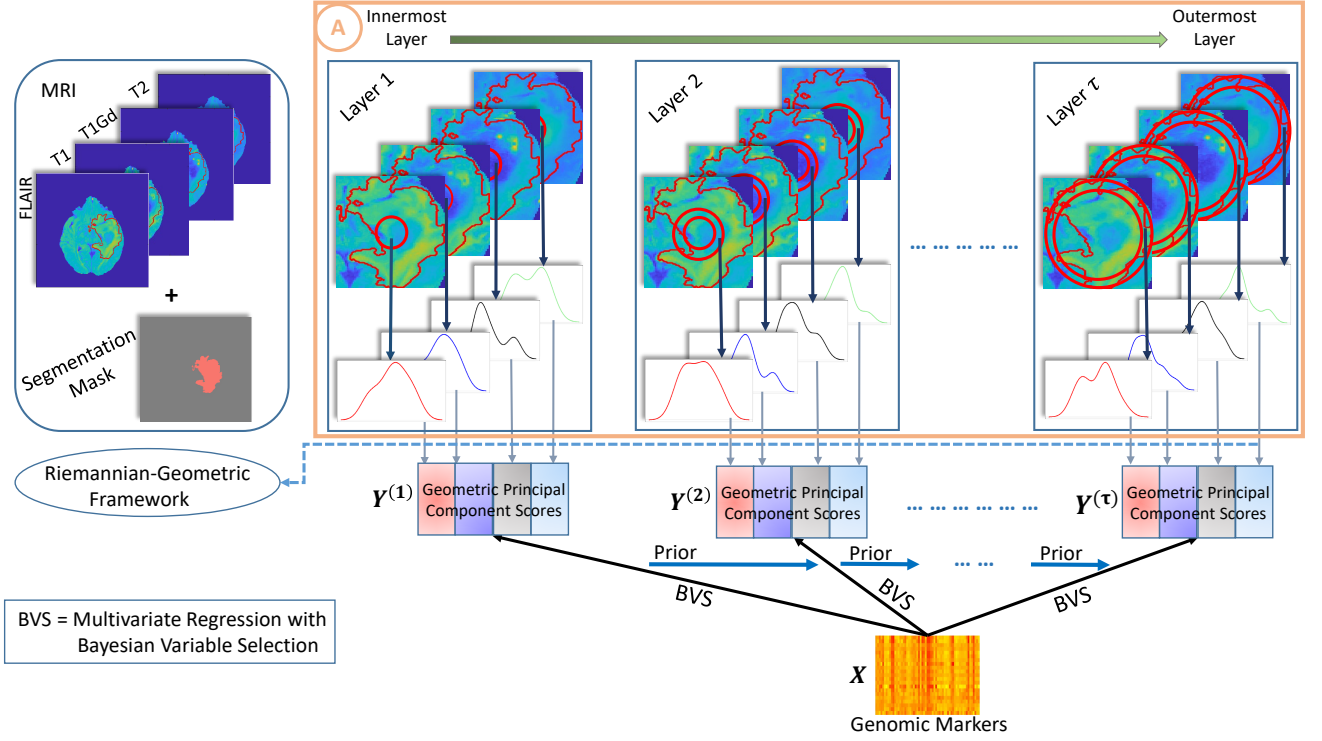 A
Innermost
Layer
Outermost
Layer
MRI
FLAIR
T1
T1Gd
T2
+
Segmentation
Mask
Layer 1
Layer 2
Layer τ
... ... ... ... ...
Riemannian-Geometric
Framework
Y(1)
Geometric Principal
Component Scores
Y(2)
Geometric Principal
Component Scores
... ... ... ... ... ...
Y(τ)
Geometric Principal
Component Scores
Prior
Prior
... ...
Prior
BVS
BVS
BVS
BVS = Multivariate Regression with
Bayesian Variable Selection
X
Genomic Markers